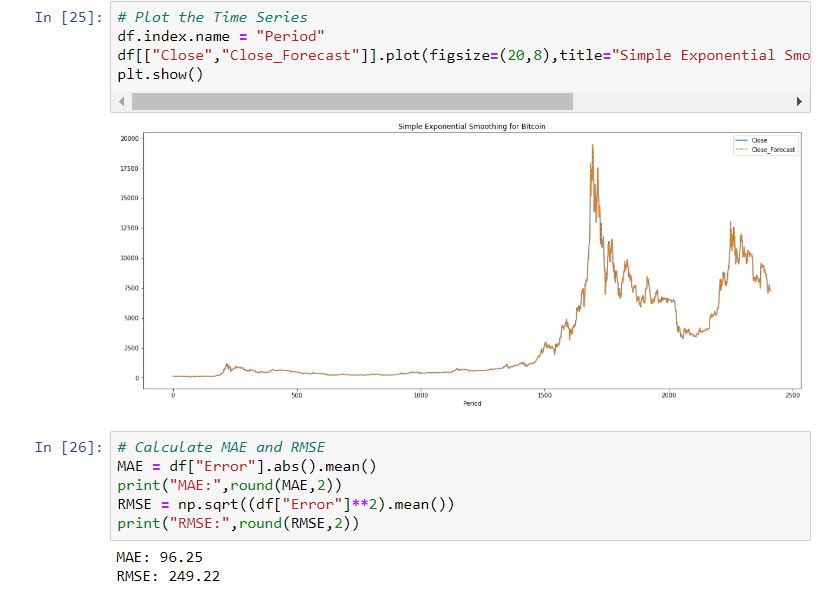 In [25]:
# Plot the Time Series
df.index.name = "Period"
df[["Close","Close_Forecast"]].plot(figsize=(20,8),title="Simple Exponential Smo
plt.show()
Simple Exponential Smoothing for Bitcoin
Close
Close_Forecast
20000
17500
15000
12500
10000
7500
5000
2500
0
0 500 1000 1500 2000 2500
Period
In [26]:
# Calculate MAE and RMSE
MAE = df["Error"].abs().mean()
print("MAE:",round(MAE,2))
RMSE = np.sqrt((df["Error"]**2).mean())
print("RMSE:",round(RMSE,2))
MAE: 96.25
RMSE: 249.22